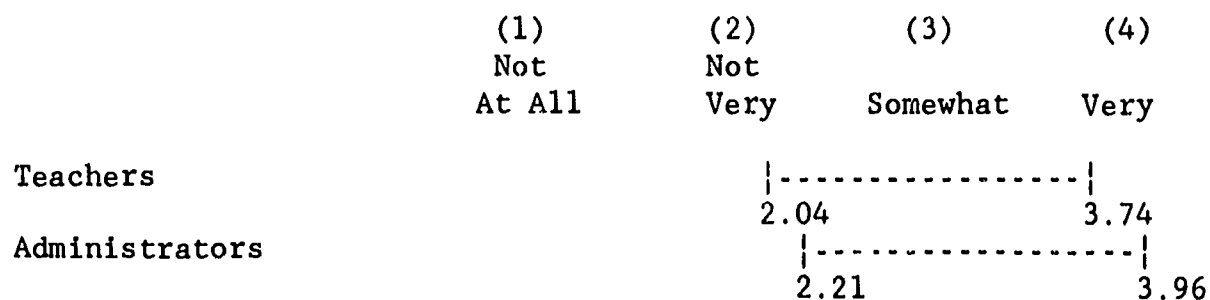 (1) (2) (3) (4)
Not Not
At All Very Somewhat Very
Teachers |------------------|
2.04 3.74
Administrators |------------------|
2.21 3.96